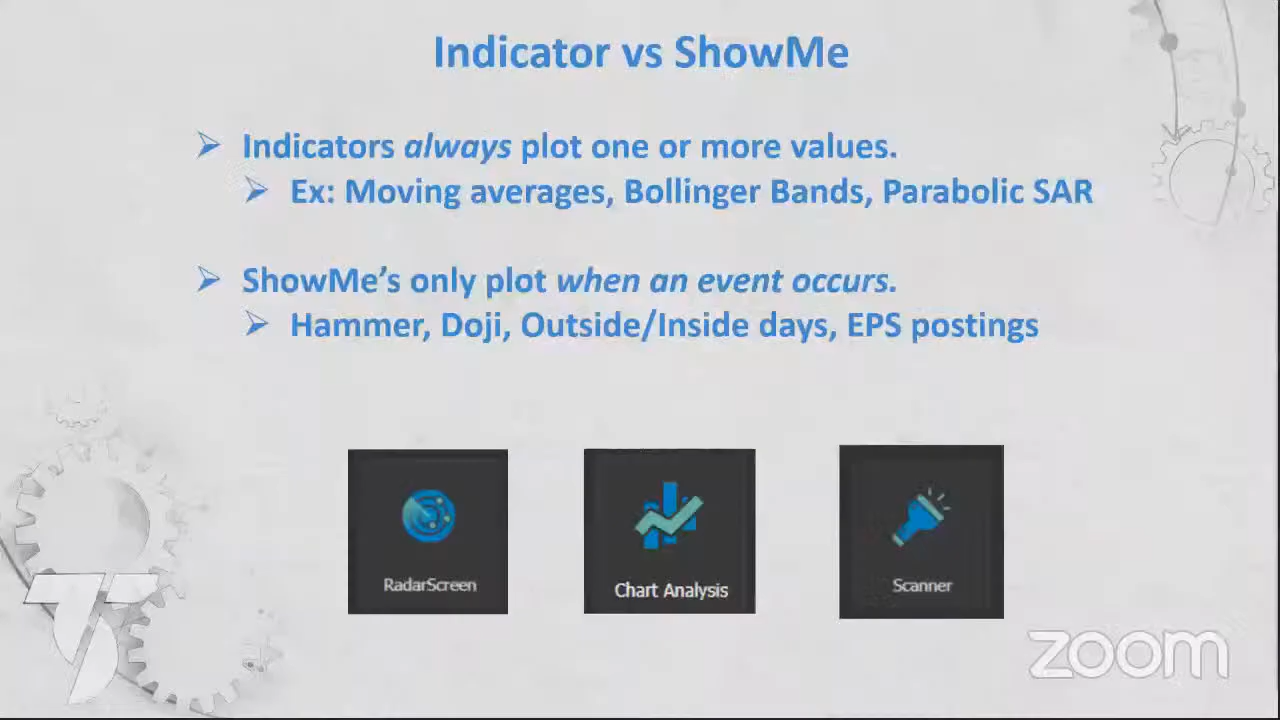 Indicator vs ShowMe
Indicators always plot one or more values.
Ex: Moving averages, Bollinger Bands, Parabolic SAR
ShowMe's only plot when an event occurs.
Hammer, Doji, Outside/Inside days, EPS postings
RadarScreen
Chart Analysis
Scanner
zoom